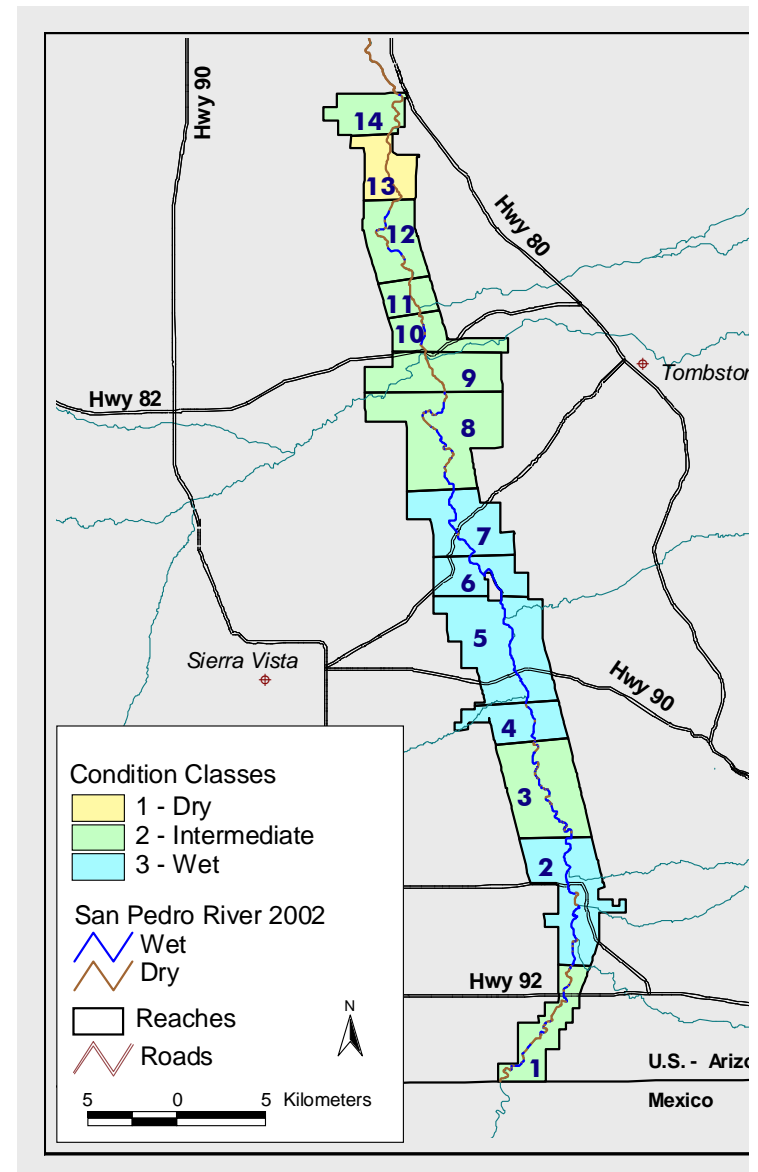 Hwy 90
14
13
Hwy 80
12
11
10
9
Tombstor
Hwy 82
8
7
6
5
Sierra Vista
Hwy 90
4
3
2
Hwy 92
1
U.S. - Arizo
Mexico
Condition Classes
1 - Dry
2 - Intermediate
3 - Wet
San Pedro River 2002
Wet
Dry
Reaches
Roads
N
5 0 5 Kilometers